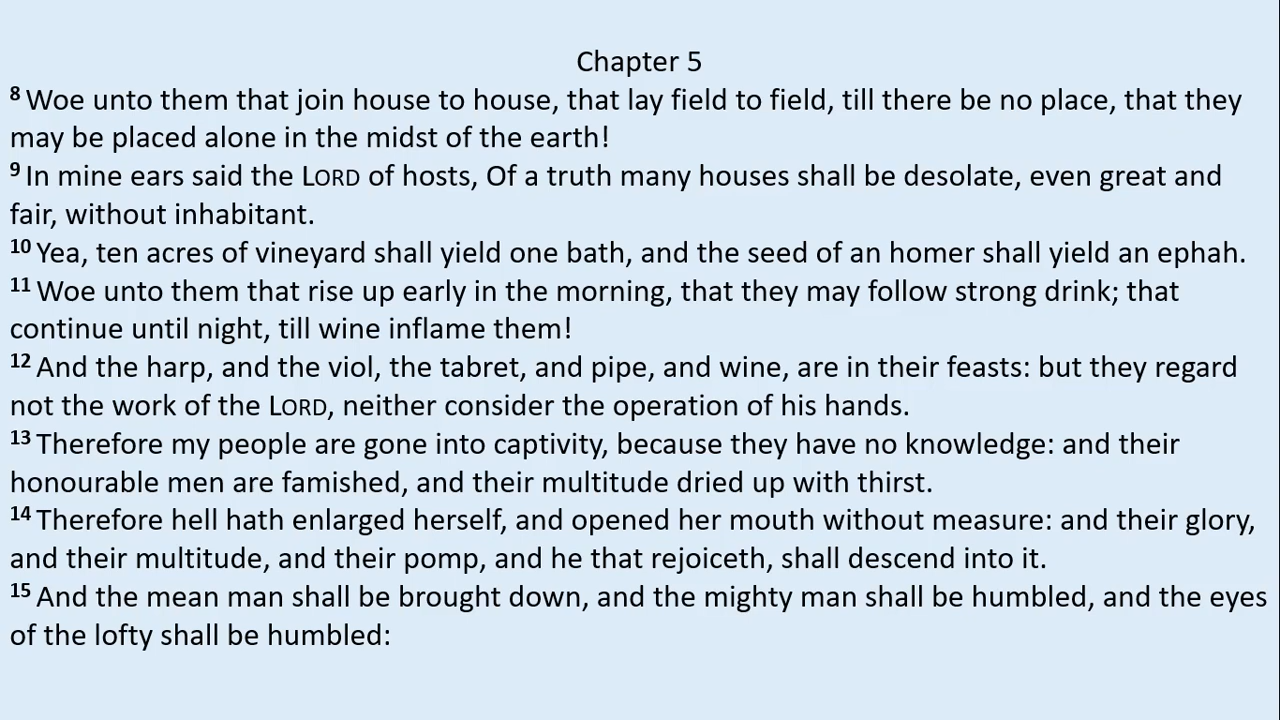 Chapter 5
8 Woe unto them that join house to house, that lay field to field, till there be no place, that they
may be placed alone in the midst of the earth!
9 In mine ears said the LORD of hosts, Of a truth many houses shall be desolate, even great and
fair, without inhabitant.
10 Yea, ten acres of vineyard shall yield one bath, and the seed of an homer shall yield an ephah.
11 Woe unto them that rise up early in the morning, that they may follow strong drink; that
continue until night, till wine inflame them!
12 And the harp, and the viol, the tabret, and pipe, and wine, are in their feasts: but they regard
not the work of the LORD, neither consider the operation of his hands.
13 Therefore my people are gone into captivity, because they have no knowledge: and their
honourable men are famished, and their multitude dried up with thirst.
14 Therefore hell hath enlarged herself, and opened her mouth without measure: and their glory,
and their multitude, and their pomp, and he that rejoiceth, shall descend into it.
15 And the mean man shall be brought down, and the mighty man shall be humbled, and the eyes
of the lofty shall be humbled: